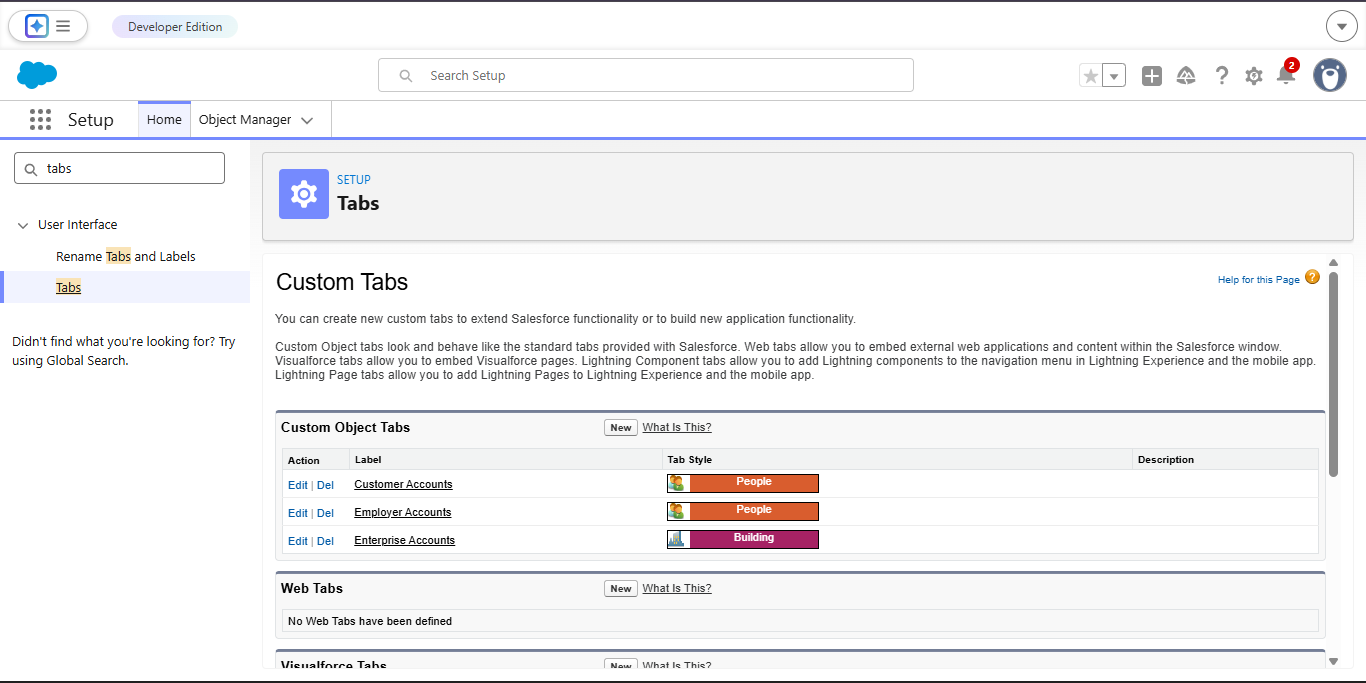 Developer Edition
Search Setup
2
Setup
Home
Object Manager
tabs
User Interface
Rename Tabs and Labels
Tabs
Didn't find what you're looking for? Try
using Global Search.
SETUP
Tabs
Custom Tabs
Help for this Page ?
You can create new custom tabs to extend Salesforce functionality or to build new application functionality.
Custom Object tabs look and behave like the standard tabs provided with Salesforce. Web tabs allow you to embed external web applications and content within the Salesforce window.
Visualforce tabs allow you to embed Visualforce pages. Lightning Component tabs allow you to add Lightning components to the navigation menu in Lightning Experience and the mobile app.
Lightning Page tabs allow you to add Lightning Pages to Lightning Experience and the mobile app.
Custom Object Tabs New What Is This?
Action Label Tab Style Description
Edit | Del Customer Accounts People
Edit | Del Employer Accounts People
Edit | Del Enterprise Accounts Building
Web Tabs New What Is This?
No Web Tabs have been defined
Visualforce Tabs New What Is This?